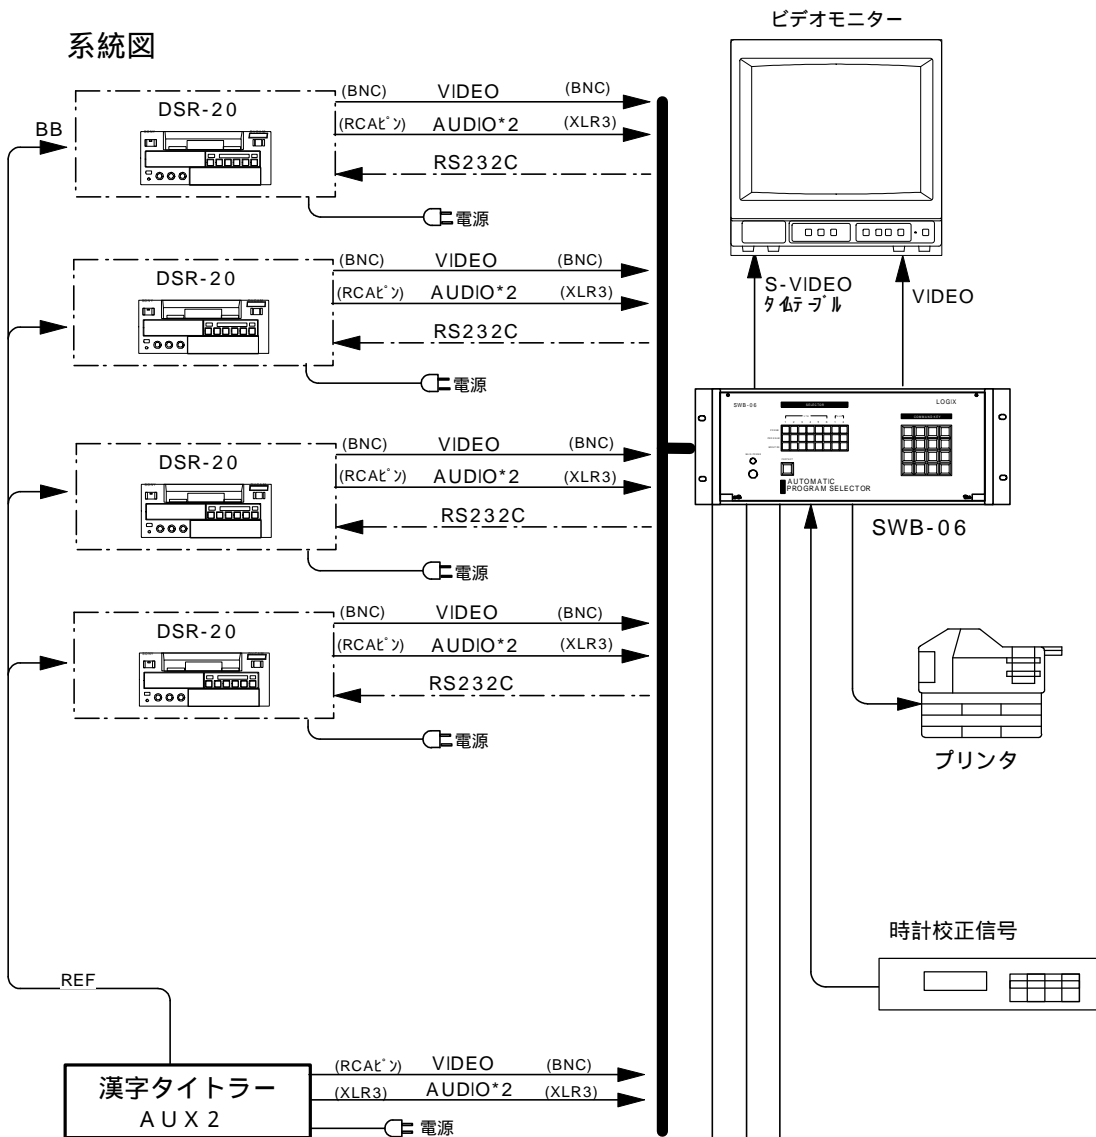 系統図
ビデオモニター
BB
DSR-20
(BNC) VIDEO (BNC)
(RCAピン) AUDIO*2 (XLR3)
RS232C
電源
DSR-20
(BNC) VIDEO (BNC)
(RCAピン) AUDIO*2 (XLR3)
RS232C
電源
S-VIDEO
タイムテーブル
VIDEO
DSR-20
(BNC) VIDEO (BNC)
(RCAピン) AUDIO*2 (XLR3)
RS232C
電源
SWB-06
SELECTOR
LOGIX
COMMAND KEY
AUTOMATIC
PROGRAM SELECTOR
SWB-06
DSR-20
(BNC) VIDEO (BNC)
(RCAピン) AUDIO*2 (XLR3)
RS232C
電源
プリンタ
時計校正信号
REF
漢字タイトラー
AUX2
(RCAピン) VIDEO (BNC)
(XLR3) AUDIO*2 (XLR3)
電源